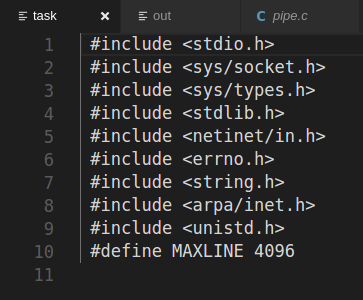 task × out C pipe.c
1 #include <stdio.h>
2 #include <sys/socket.h>
3 #include <sys/types.h>
4 #include <stdlib.h>
5 #include <netinet/in.h>
6 #include <errno.h>
7 #include <string.h>
8 #include <arpa/inet.h>
9 #include <unistd.h>
10 #define MAXLINE 4096
11